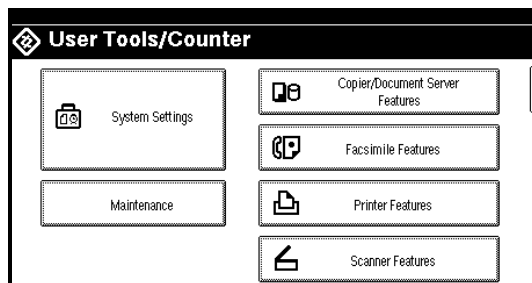 User Tools/Counter
System Settings
Maintenance
Copier/Document Server
Features
Facsimile Features
Printer Features
Scanner Features